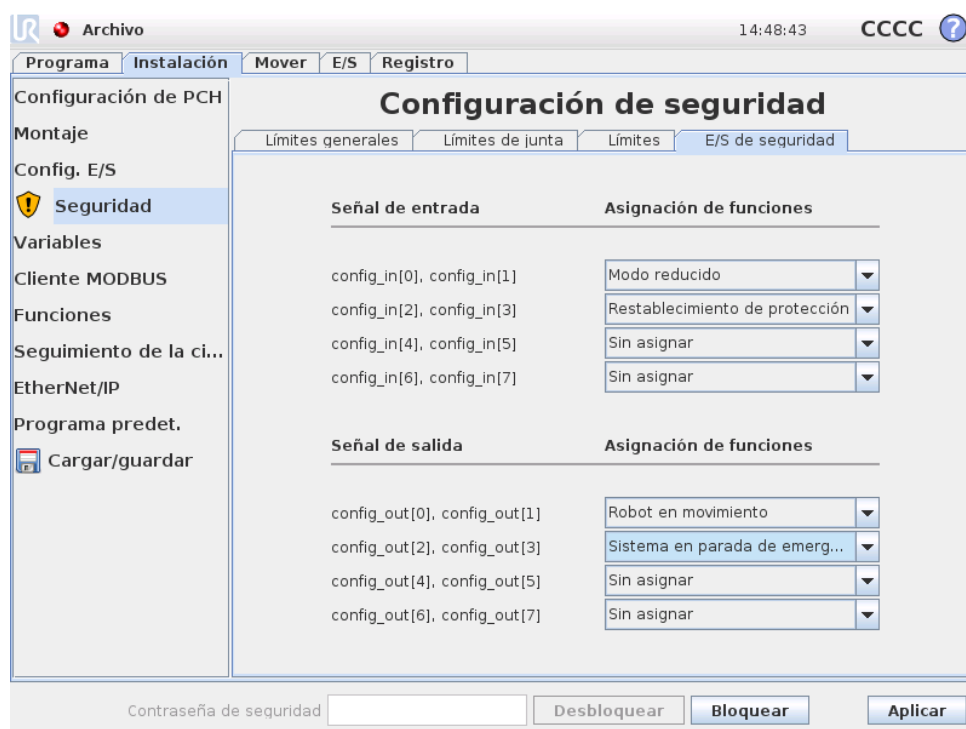 UR Archivo 14:48:43 CCCC ?
Programa Instalación Mover E/S Registro
Configuración de PCH
Montaje
Config. E/S
Seguridad
Variables
Cliente MODBUS
Funciones
Seguimiento de la ci...
EtherNet/IP
Programa predet.
Cargar/guardar
Configuración de seguridad
Límites generales Límites de junta Límites E/S de seguridad
Señal de entrada Asignación de funciones
config_in[0], config_in[1] Modo reducido
config_in[2], config_in[3] Restablecimiento de protección
config_in[4], config_in[5] Sin asignar
config_in[6], config_in[7] Sin asignar
Señal de salida Asignación de funciones
config_out[0], config_out[1] Robot en movimiento
config_out[2], config_out[3] Sistema en parada de emerg...
config_out[4], config_out[5] Sin asignar
config_out[6], config_out[7] Sin asignar
Contraseña de seguridad Desbloquear Bloquear Aplicar